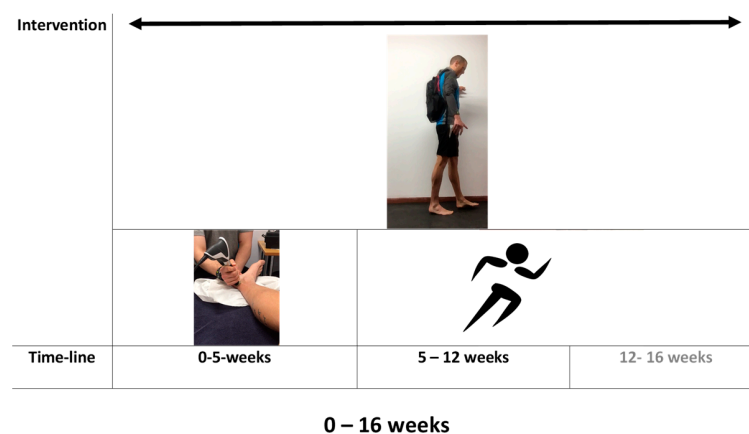 Intervention
Time-line
0-5-weeks
5 – 12 weeks
12- 16 weeks
0 – 16 weeks